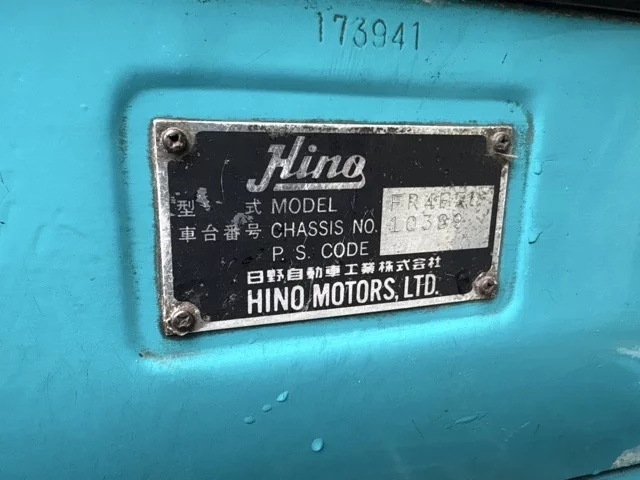 173941
Hino
型式 MODEL
車台番号 CHASSIS NO. 10389
P. S. CODE
日野自動車工業株式会社
HINO MOTORS, LTD.